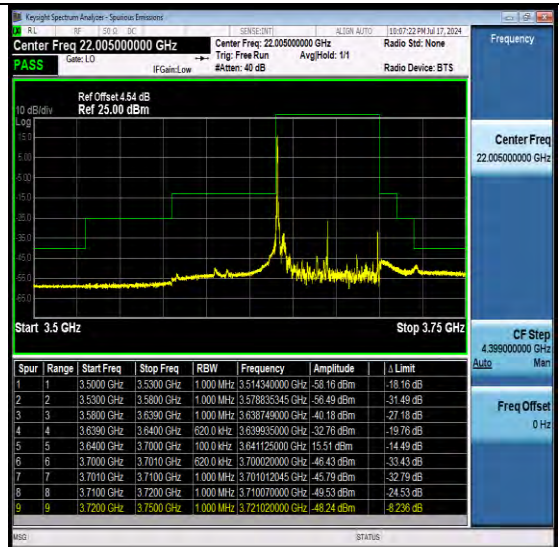 Keysight Spectrum Analyzer - Spurious Emissions
RL RF 50 Ω DC SENSE:INT ALIGN AUTO 10:07:22 PM Jul 17, 2024
Center Freq 22.005000000 GHz
Center Freq: 22.005000000 GHz
Radio Std: None
Gate: LO
Trig: Free Run Avg|Hold: 1/1
PASS
IFGain:Low
#Atten: 40 dB
Radio Device: BTS
Ref Offset 4.54 dB
10 dB/div Ref 25.00 dBm
Log
15.0
5.00
-5.00
-15.0
-25.0
-35.0
-45.0
-55.0
-65.0
Start 3.5 GHz Stop 3.75 GHz
Spur Range Start Freq Stop Freq RBW Frequency Amplitude Δ Limit
1 1 3.5000 GHz 3.5300 GHz 1.000 MHz 3.514340000 GHz -58.16 dBm -18.16 dB
2 2 3.5300 GHz 3.5800 GHz 1.000 MHz 3.578835345 GHz -56.49 dBm -31.49 dB
3 3 3.5800 GHz 3.6390 GHz 1.000 MHz 3.638749000 GHz -40.18 dBm -27.18 dB
4 4 3.6390 GHz 3.6400 GHz 620.0 kHz 3.639935000 GHz -32.76 dBm -19.76 dB
5 5 3.6400 GHz 3.7000 GHz 100.0 kHz 3.641125000 GHz 15.51 dBm -14.49 dB
6 6 3.7000 GHz 3.7010 GHz 620.0 kHz 3.700020000 GHz -46.43 dBm -33.43 dB
7 7 3.7010 GHz 3.7100 GHz 1.000 MHz 3.701012045 GHz -45.79 dBm -32.79 dB
8 8 3.7100 GHz 3.7200 GHz 1.000 MHz 3.710070000 GHz -49.53 dBm -24.53 dB
9 9 3.7200 GHz 3.7500 GHz 1.000 MHz 3.721020000 GHz -48.24 dBm -8.236 dB
MSG STATUS
Frequency
Center Freq
22.005000000 GHz
CF Step
4.399000000 GHz
Auto Man
Freq Offset
0 Hz